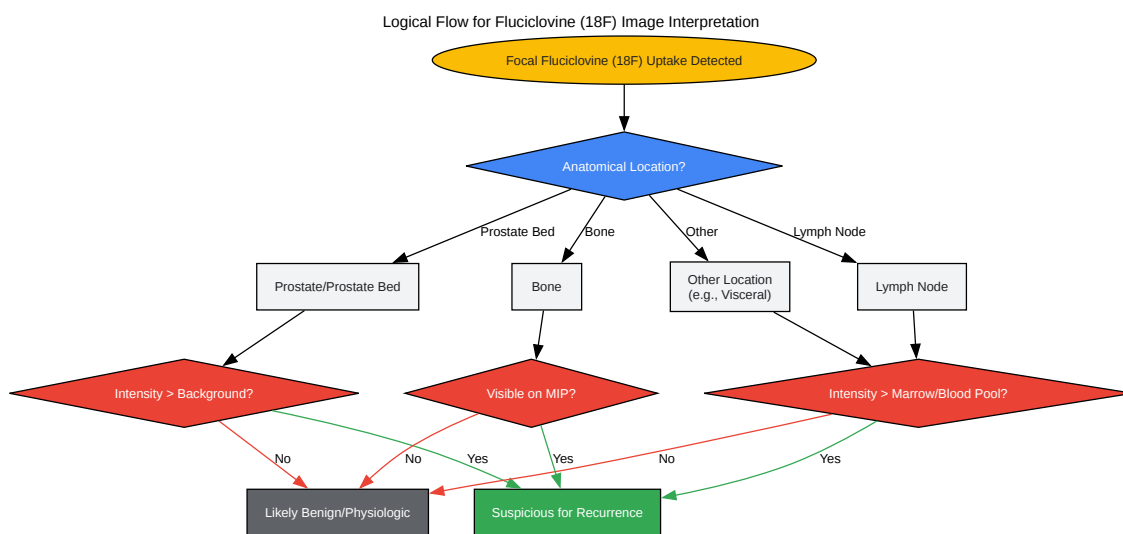 Logical Flow for Fluciclovine (18F) Image Interpretation
Focal Fluciclovine (18F) Uptake Detected
Anatomical Location?
Prostate Bed
Bone
Other
Lymph Node
Prostate/Prostate Bed
Bone
Other Location
(e.g., Visceral)
Lymph Node
Intensity > Background?
Visible on MIP?
Intensity > Marrow/Blood Pool?
No
Yes
No
Yes
No
Yes
Likely Benign/Physiologic
Suspicious for Recurrence